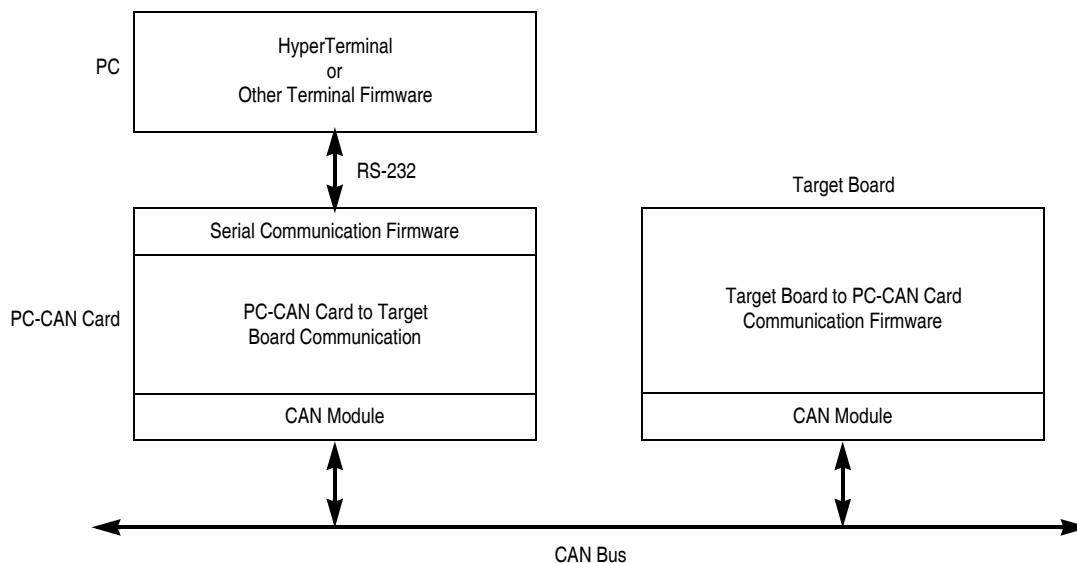 PC
HyperTerminal
or
Other Terminal Firmware
RS-232
Target Board
Serial Communication Firmware
PC-CAN Card
PC-CAN Card to Target
Board Communication
CAN Module
Target Board to PC-CAN Card
Communication Firmware
CAN Module
CAN Bus